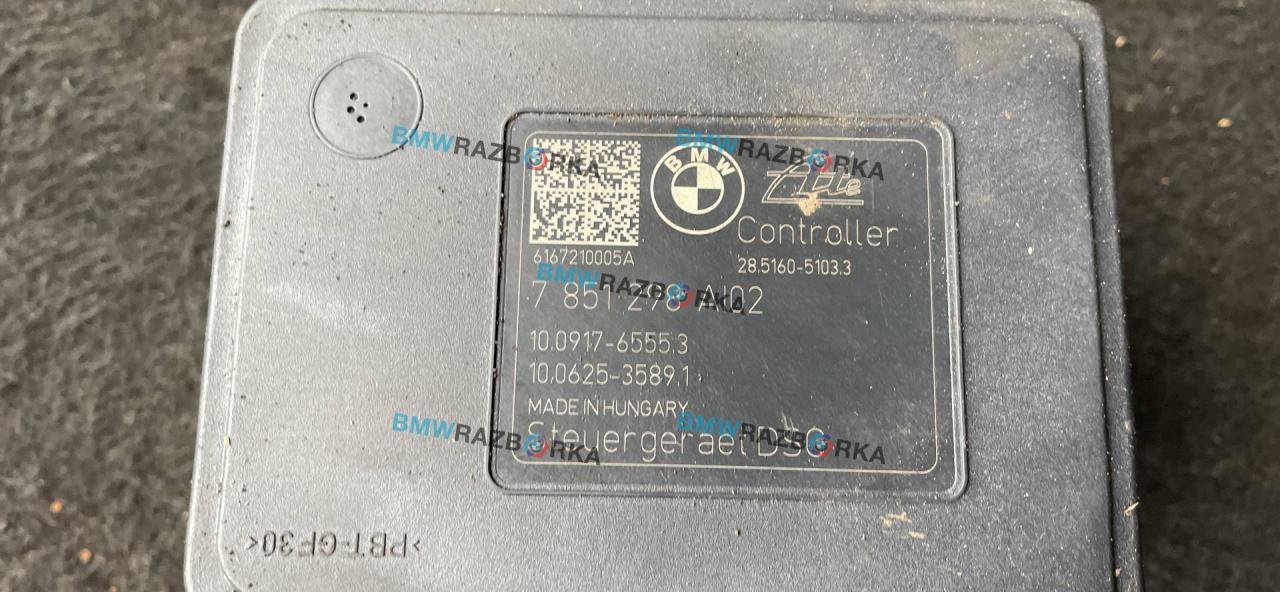 BMWRAZBORKA
BMWRAZBORKA
BMW
Ate
Controller
6167210005A
28.5160-5103.3
BMWRAZBORKA
7 851 298 AI02
10.0917-6555.3
10.0625-3589.1
MADE IN HUNGARY
BMWRAZBORKA
BMWRAZBORKA
Steuergeraet DSC
>PBT-GF30<